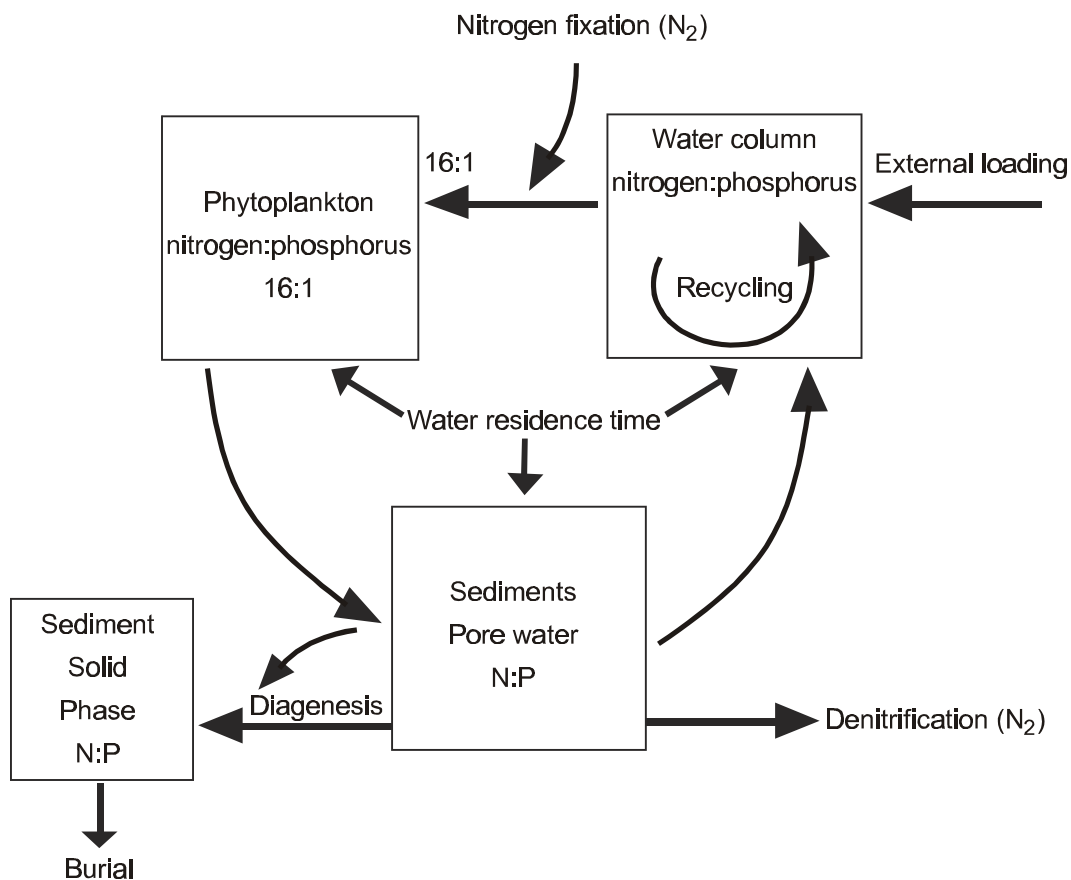 Nitrogen fixation (N₂)
16:1
Water column
nitrogen:phosphorus
External loading
Phytoplankton
nitrogen:phosphorus
16:1
Recycling
Water residence time
Sediments
Pore water
N:P
Sediment
Solid
Phase
N:P
Diagenesis
Denitrification (N₂)
Burial